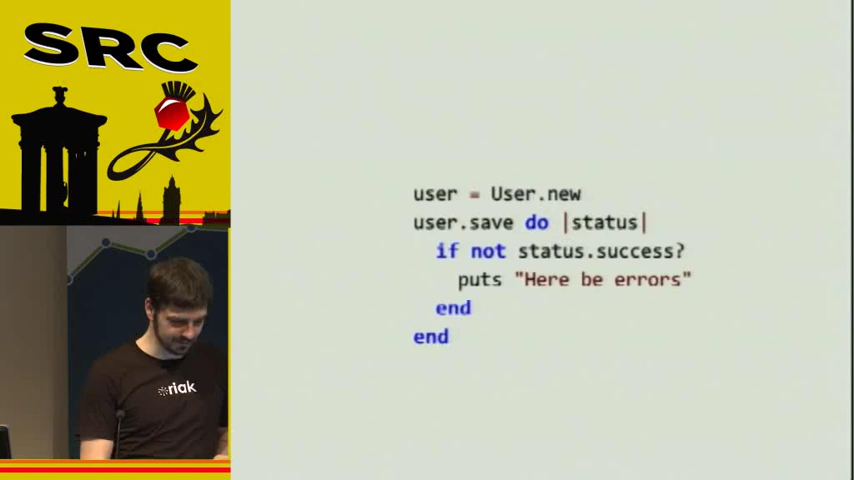 SRC
user = User.new
user.save do |status|
  if not status.success?
    puts "Here be errors"
  end
end
riak